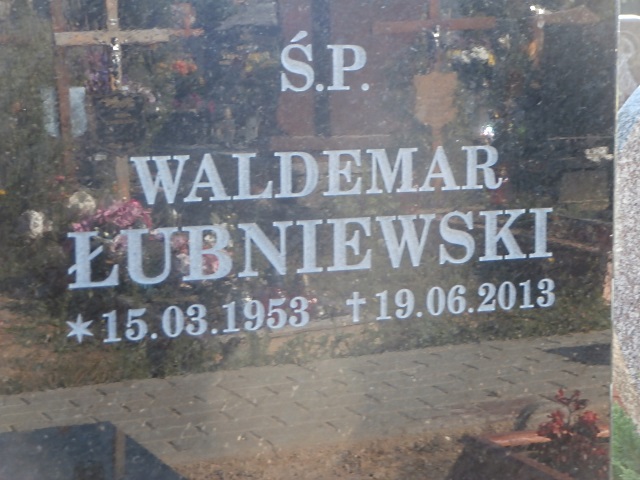 Ś.P.
WALDEMAR
ŁUBNIEWSKI
✶15.03.1953 ✝19.06.2013